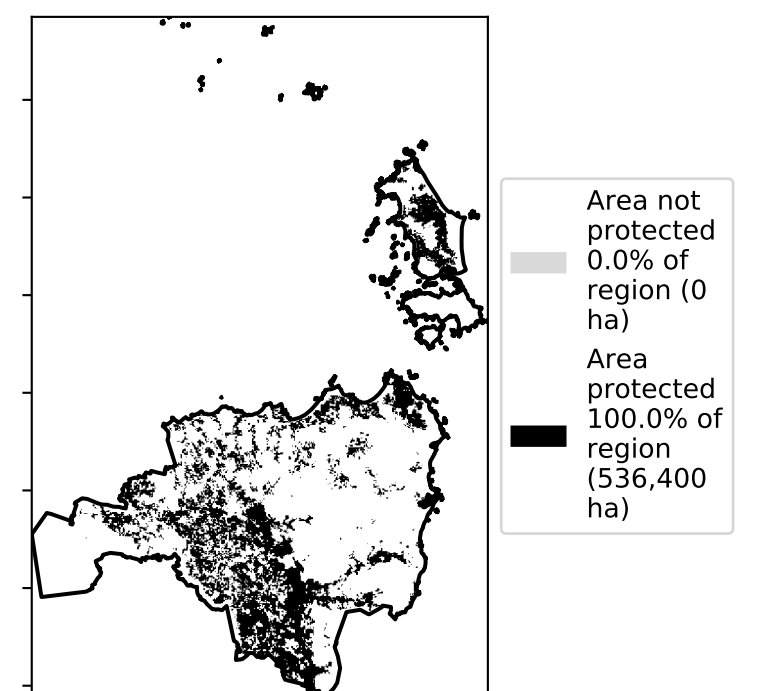 Area not
protected
0.0% of
region (0
ha)
Area
protected
100.0% of
region
(536,400
ha)